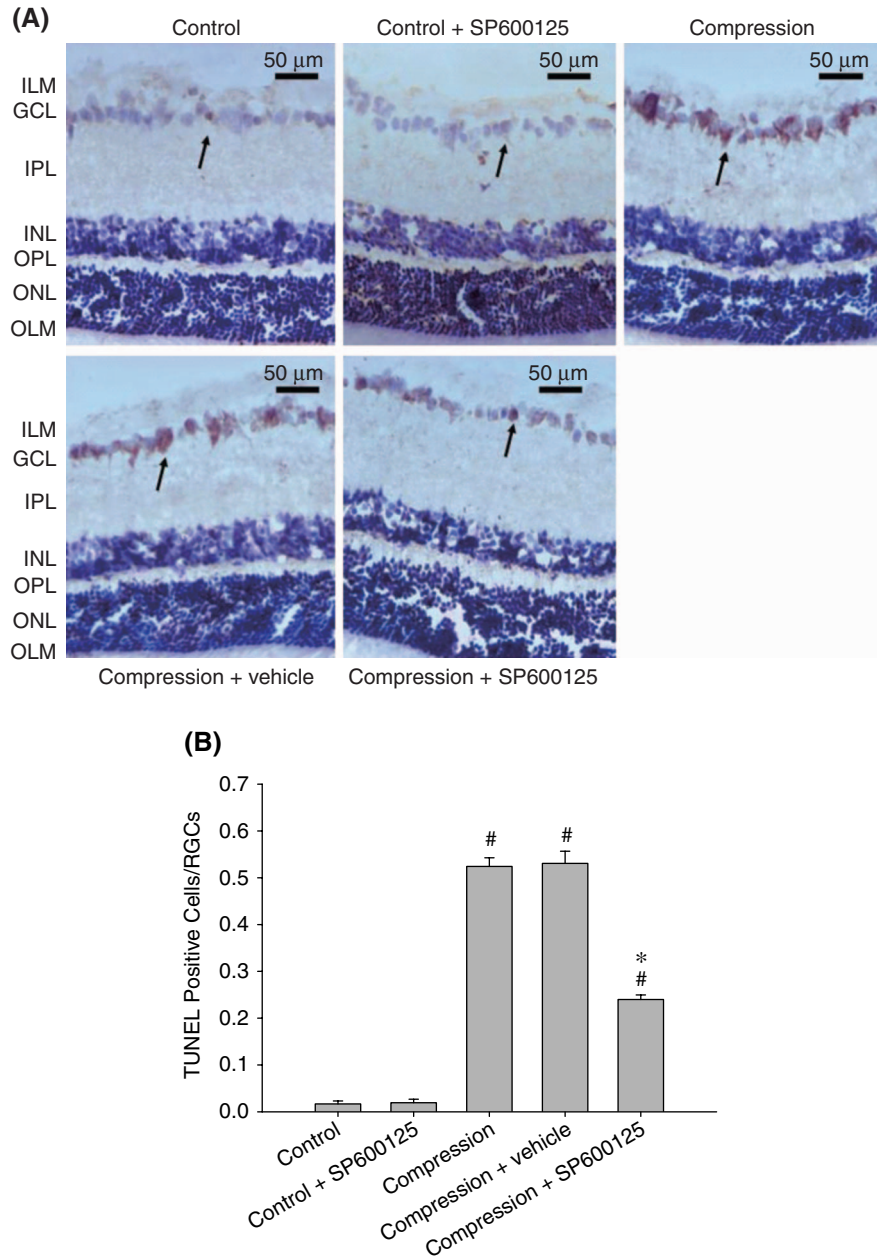 (A)
Control
Control + SP600125
Compression
50 μm
50 μm
50 μm
ILM
GCL
IPL
INL
OPL
ONL
OLM
50 μm
50 μm
ILM
GCL
IPL
INL
OPL
ONL
OLM
Compression + vehicle
Compression + SP600125
(B)
TUNEL Positive Cells/RGCs
0.7
0.6
0.5
0.4
0.3
0.2
0.1
0.0
#
#
*
#
Control
Control + SP600125
Compression
Compression + vehicle
Compression + SP600125